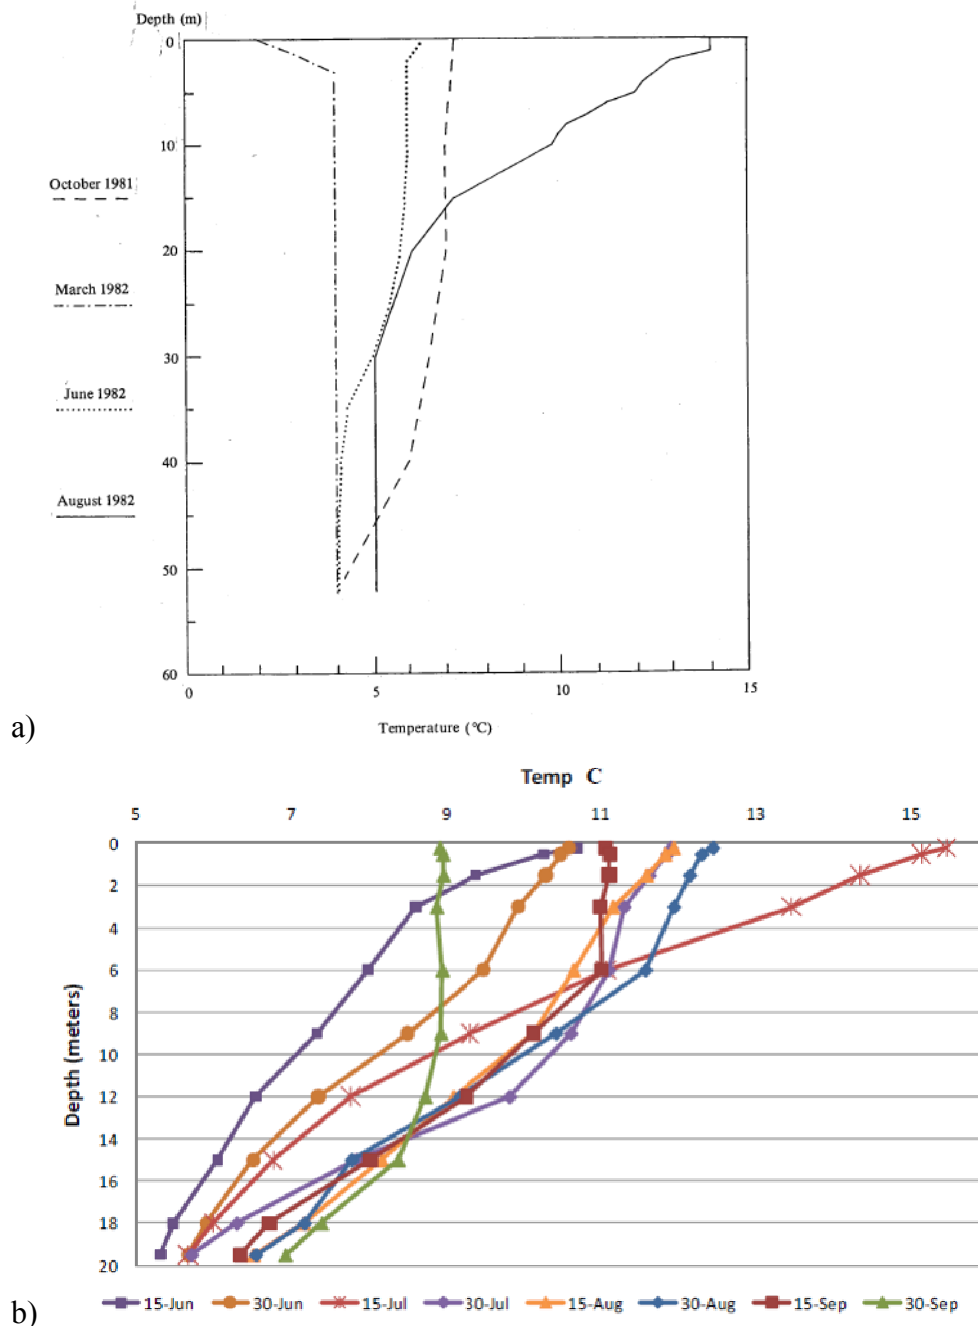 Depth (m)
0
10
October 1981
20
March 1982
30
June 1982
40
August 1982
50
60
0 5 10 15
Temperature (°C)
a)
Temp C
5 7 9 11 13 15
0
2
4
6
8
10
12
14
16
18
20
Depth (meters)
15-Jun 30-Jun 15-Jul 30-Jul 15-Aug 30-Aug 15-Sep 30-Sep
b)